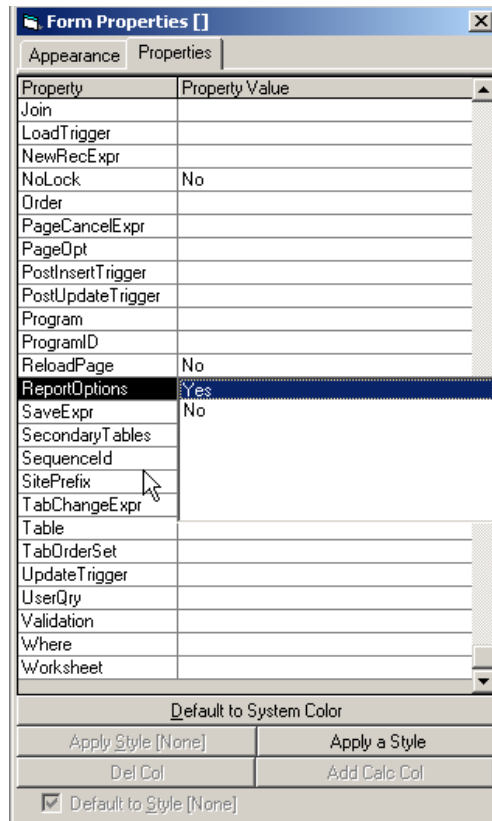 Form Properties []
Appearance Properties
Property Property Value
Join
LoadTrigger
NewRecExpr
NoLock No
Order
PageCancelExpr
PageOpt
PostInsertTrigger
PostUpdateTrigger
Program
ProgramID
ReloadPage No
ReportOptions Yes
SaveExpr No
SecondaryTables
SequenceId
SitePrefix
TabChangeExpr
Table
TabOrderSet
UpdateTrigger
UserQry
Validation
Where
Worksheet
Default to System Color
Apply Style [None] Apply a Style
Del Col Add Calc Col
Default to Style [None]